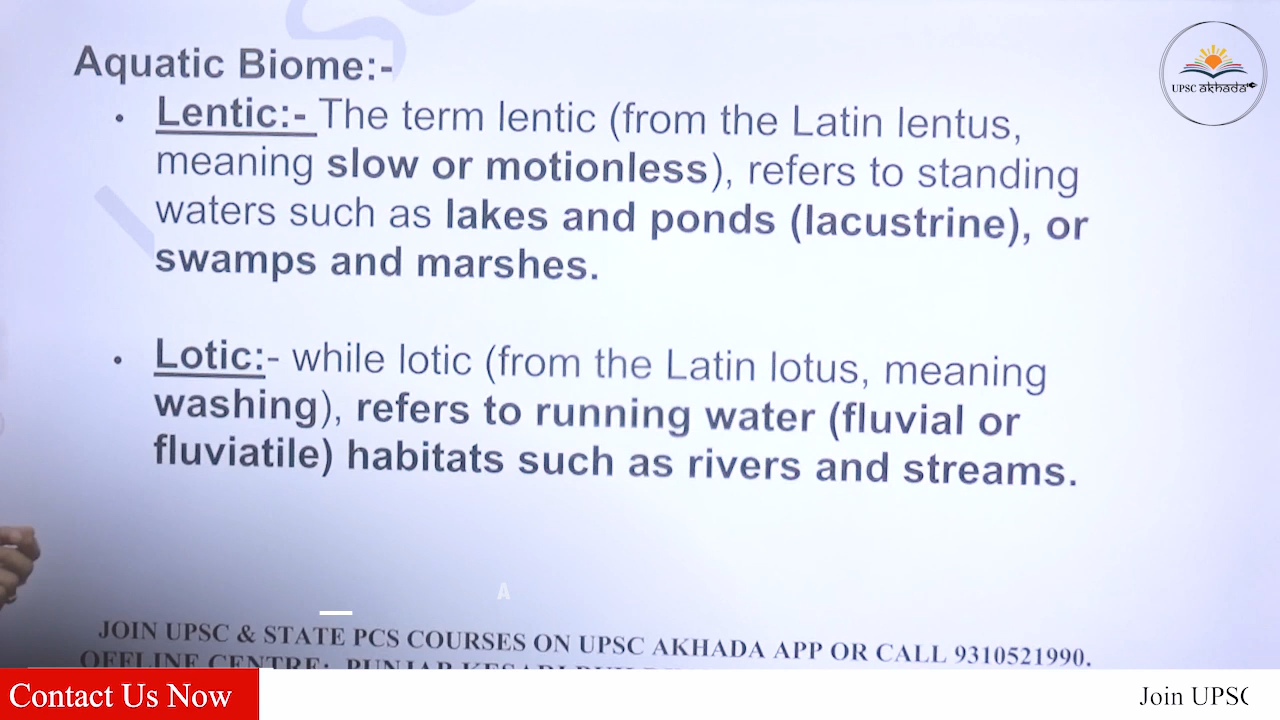 Aquatic Biome:-
• Lentic:- The term lentic (from the Latin lentus,
meaning slow or motionless), refers to standing
waters such as lakes and ponds (lacustrine), or
swamps and marshes.
• Lotic:- while lotic (from the Latin lotus, meaning
washing), refers to running water (fluvial or
fluviatile) habitats such as rivers and streams.
UPSC akhada
A
JOIN UPSC & STATE PCS COURSES ON UPSC AKHADA APP OR CALL 9310521990.
OFFLINE CENTRE: PUNJAB KESARI
Contact Us Now
Join UPSC